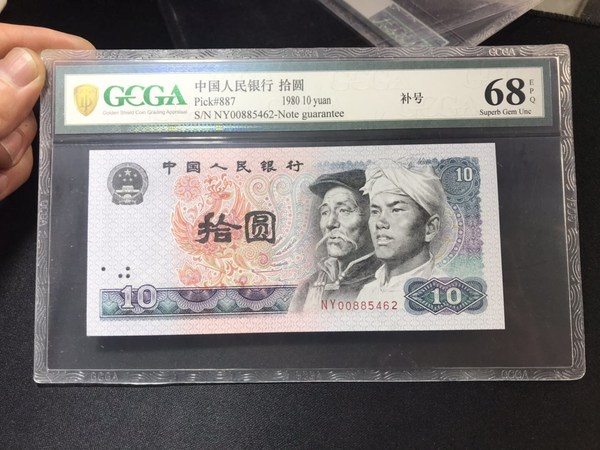 GCGA
GCGA
Golden Street Coin Grading Appraisal
中国人民银行 拾圆
Pick#887 1980 10 yuan 补号
S/N NY00885462-Note guarantee
68 EPQ
Superb Gem Unc
中国人民银行
10
拾圆
NY00885462
10
10
GCGA